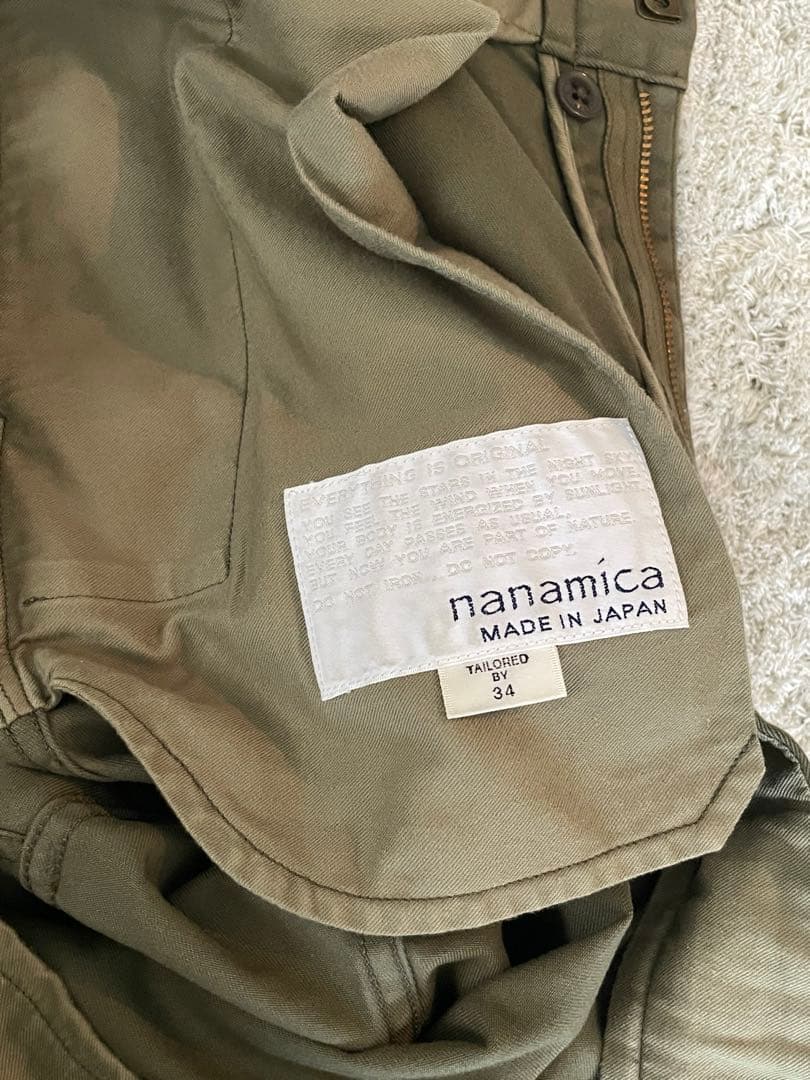 EVERYTHING IS ORIGINAL
YOU SEE THE STARS IN THE NIGHT SKY
YOU FEEL THE WIND WHEN YOU MOVE
YOUR BODY IS ENERGIZED BY SUNLIGHT
EVERY DAY PASSES AS USUAL.
BUT NOW YOU ARE PART OF NATURE
DO NOT IRON... DO NOT COPY.
nanamíca
MADE IN JAPAN
TAILORED
BY
34